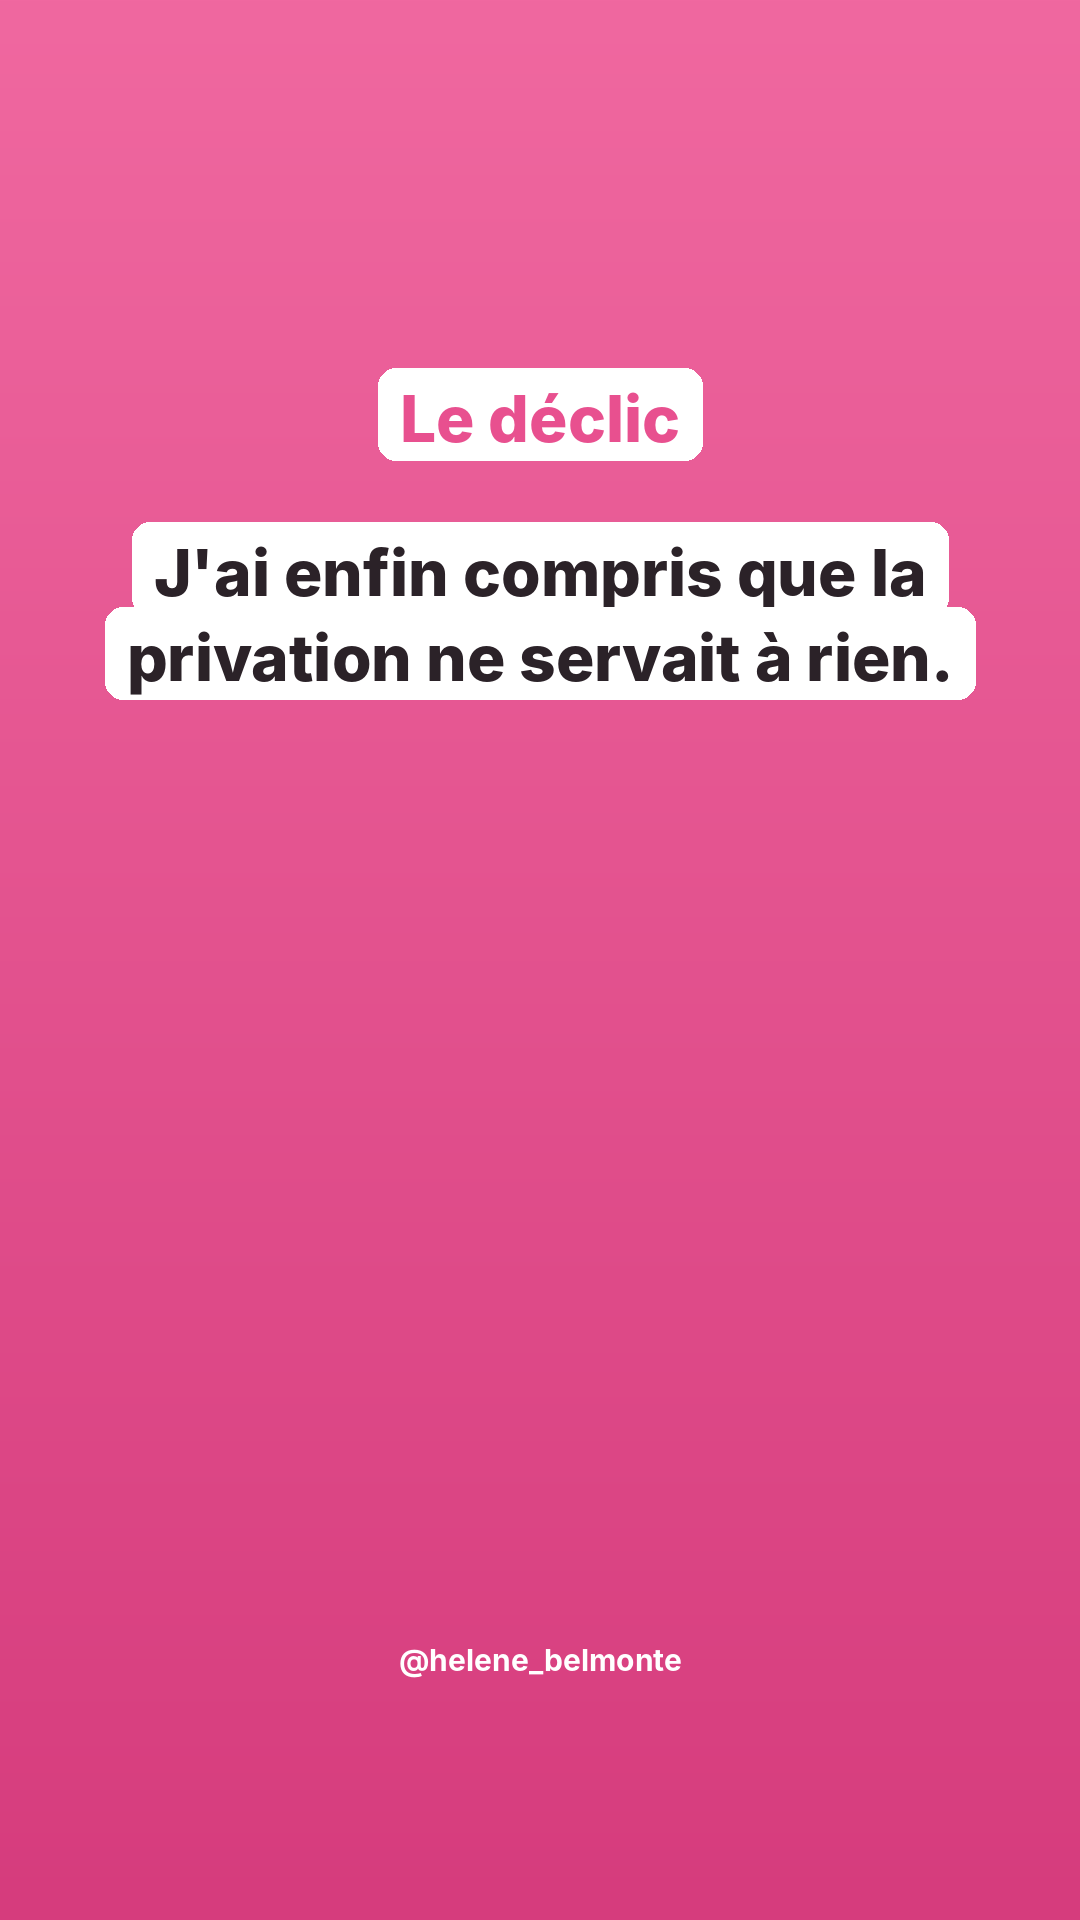 Le déclic
J'ai enfin compris que la
privation ne servait à rien.
@helene_belmonte